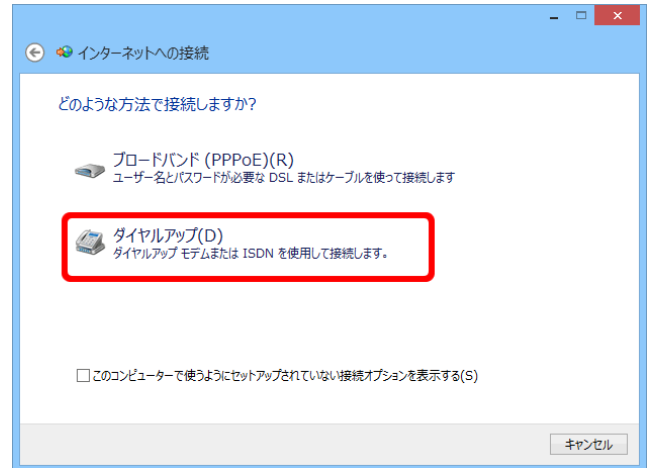 インターネットへの接続
どのような方法で接続しますか?
ブロードバンド (PPPoE)(R)
ユーザー名とパスワードが必要な DSL またはケーブルを使って接続します
ダイヤルアップ(D)
ダイヤルアップ モデムまたは ISDN を使用して接続します。
このコンピューターで使うようにセットアップされていない接続オプションを表示する(S)
キャンセル